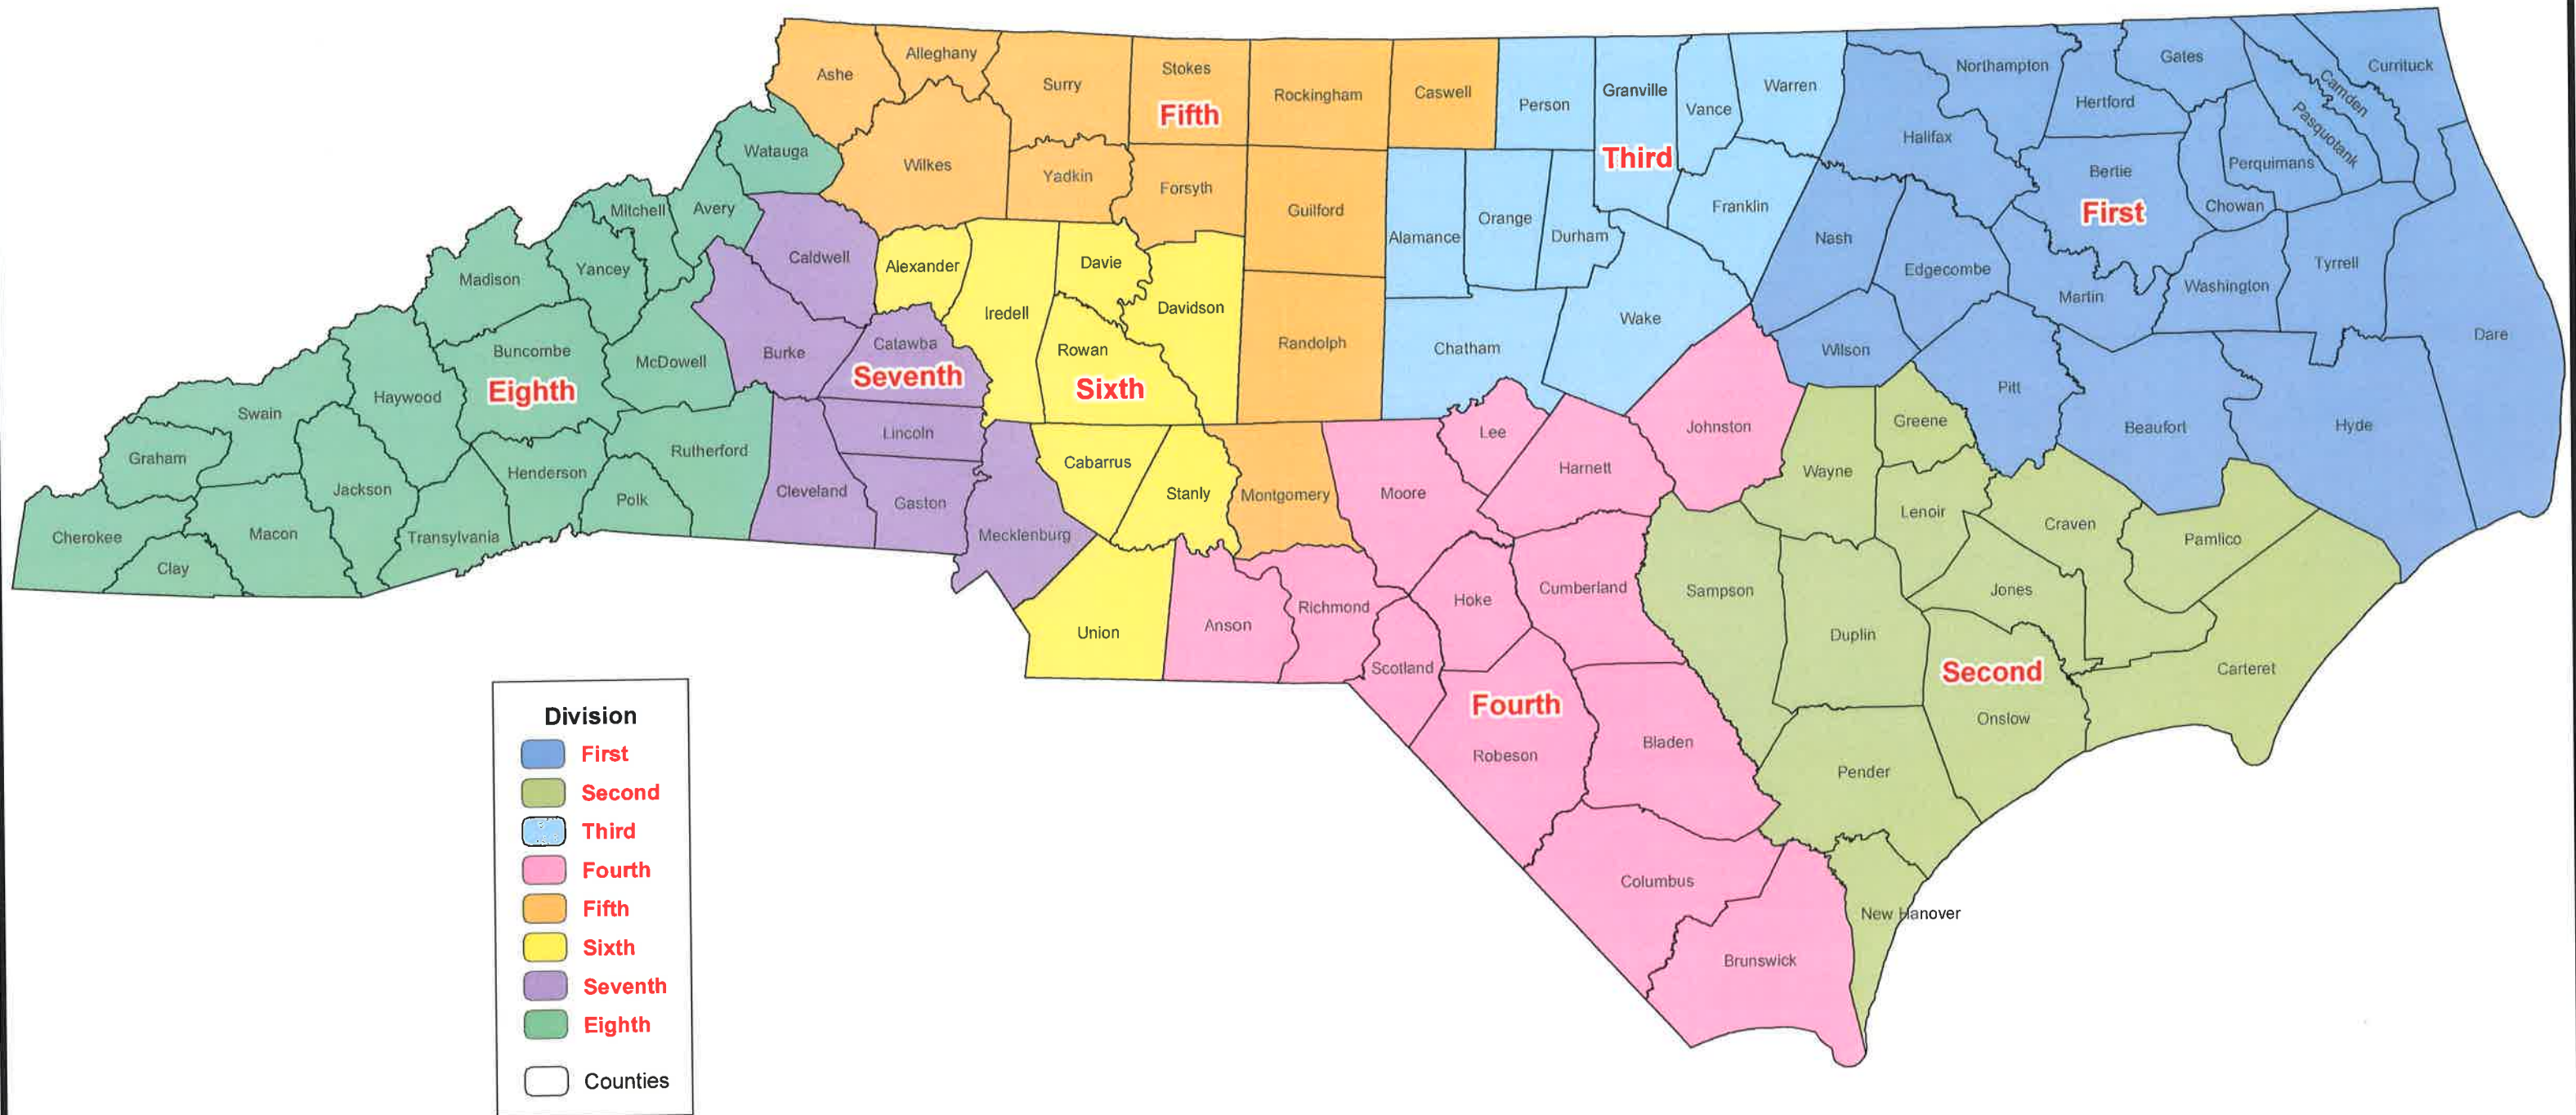 Ashe
Alleghany
Surry
Stokes
Fifth
Rockingham
Caswell
Person
Granville
Vance
Warren
Northampton
Gates
Hertford
Camden
Currituck
Pasquotank
Watauga
Wilkes
Yadkin
Forsyth
Guilford
Third
Halifax
Bertie
Perquimans
Chowan
First
Mitchell
Avery
Caldwell
Alexander
Davie
Alamance
Orange
Durham
Franklin
Nash
Edgecombe
Martin
Washington
Tyrrell
Madison
Yancey
Iredell
Davidson
Randolph
Chatham
Wake
Wilson
Dare
Buncombe
Eighth
McDowell
Burke
Catawba
Seventh
Rowan
Sixth
Pitt
Swain
Haywood
Rutherford
Lincoln
Cabarrus
Stanly
Montgomery
Moore
Lee
Harnett
Johnston
Wayne
Greene
Beaufort
Hyde
Graham
Jackson
Henderson
Polk
Cleveland
Gaston
Mecklenburg
Lenoir
Craven
Pamlico
Cherokee
Clay
Macon
Transylvania
Union
Anson
Richmond
Scotland
Hoke
Cumberland
Sampson
Duplin
Jones
Second
Onslow
Carteret
Fourth
Robeson
Bladen
Pender
Columbus
Brunswick
New Hanover
Division
First
Second
Third
Fourth
Fifth
Sixth
Seventh
Eighth
Counties